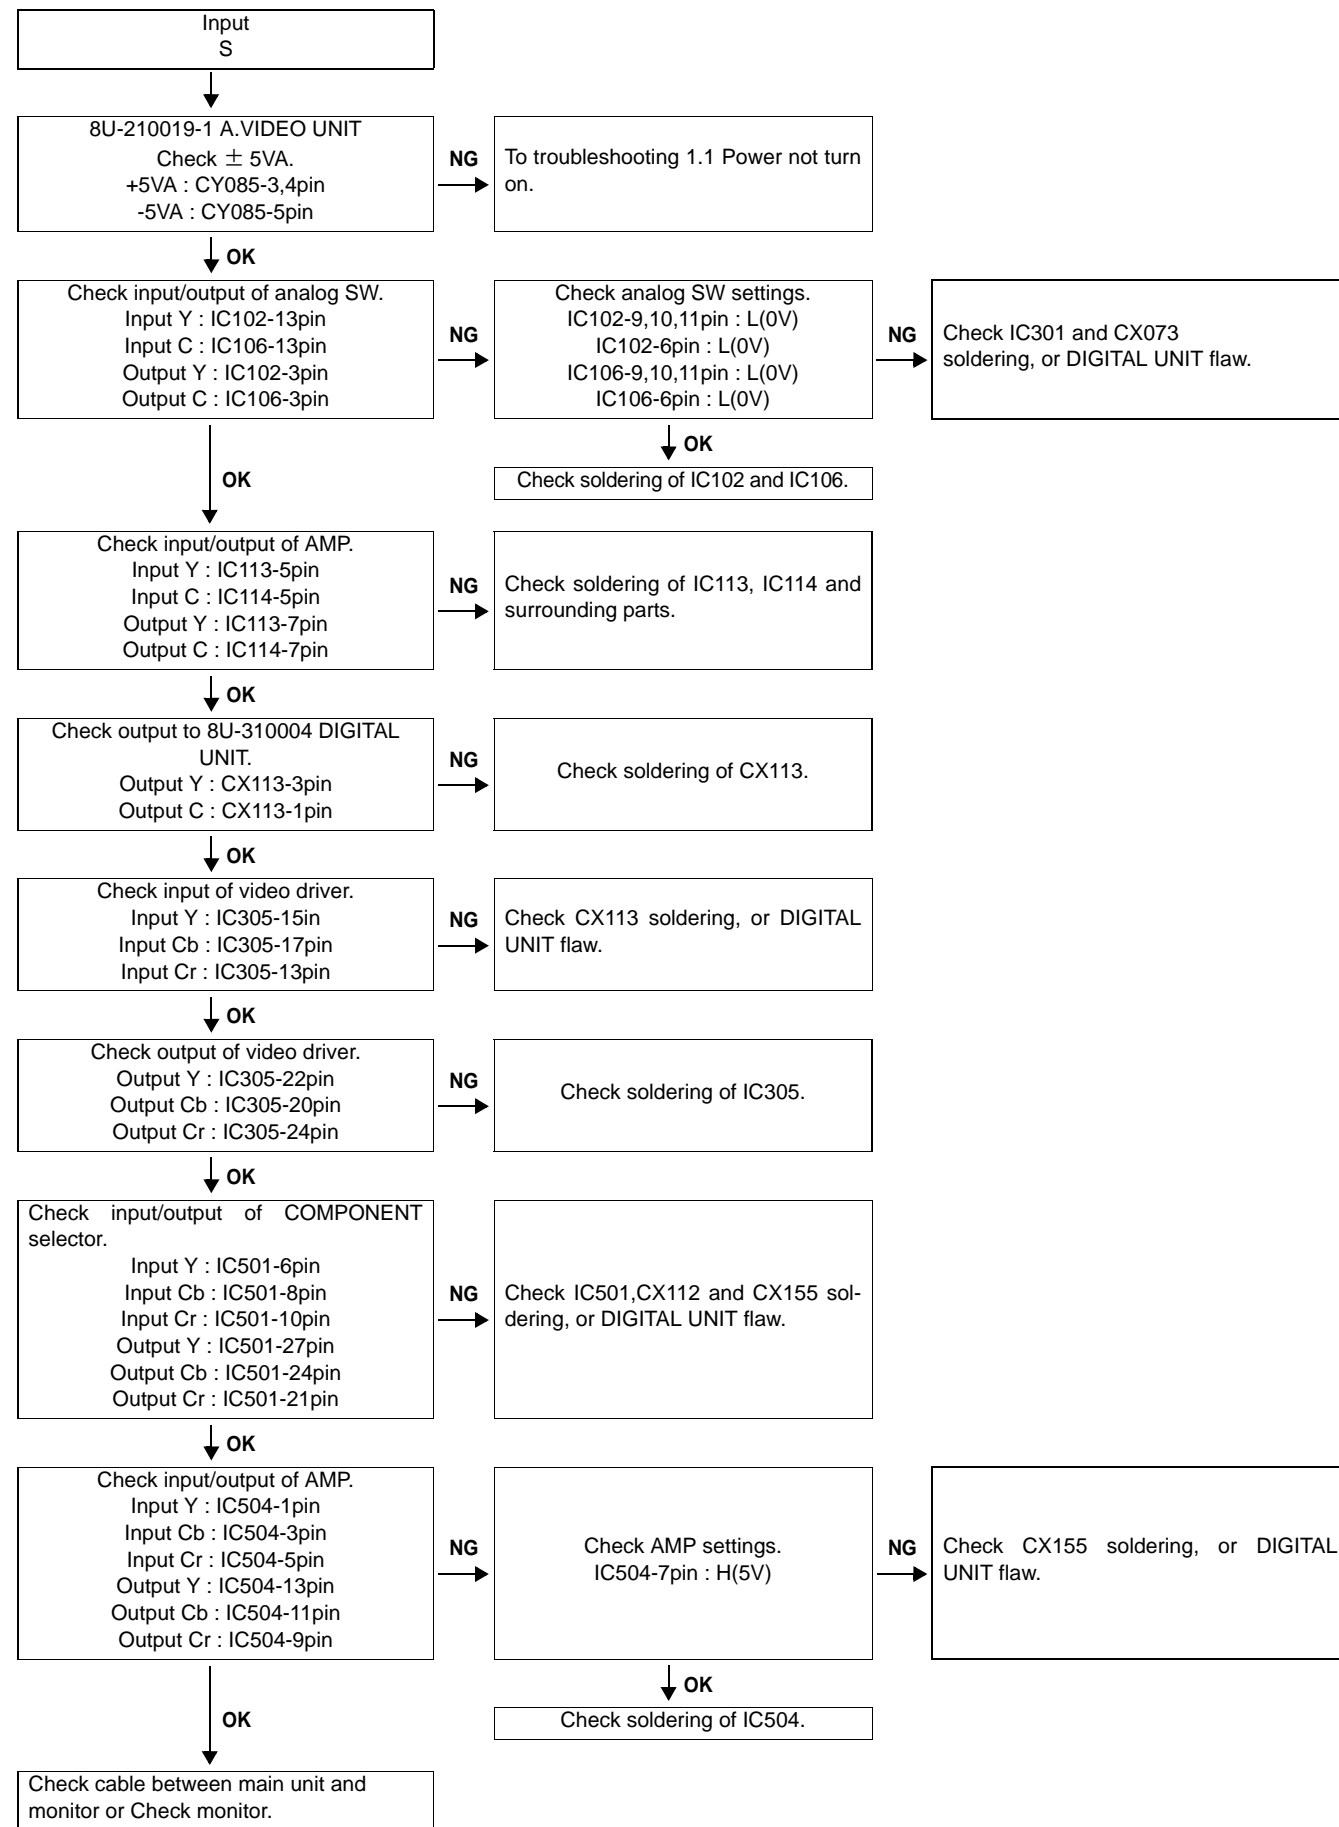 Input
S
8U-210019-1 A.VIDEO UNIT
Check ± 5VA.
+5VA : CY085-3,4pin
-5VA : CY085-5pin
NG
To troubleshooting 1.1 Power not turn
on.
OK
Check input/output of analog SW.
Input Y : IC102-13pin
Input C : IC106-13pin
Output Y : IC102-3pin
Output C : IC106-3pin
NG
Check analog SW settings.
IC102-9,10,11pin : L(0V)
IC102-6pin : L(0V)
IC106-9,10,11pin : L(0V)
IC106-6pin : L(0V)
NG
Check IC301 and CX073
soldering, or DIGITAL UNIT flaw.
OK
Check soldering of IC102 and IC106.
OK
Check input/output of AMP.
Input Y : IC113-5pin
Input C : IC114-5pin
Output Y : IC113-7pin
Output C : IC114-7pin
NG
Check soldering of IC113, IC114 and
surrounding parts.
OK
Check output to 8U-310004 DIGITAL
UNIT.
Output Y : CX113-3pin
Output C : CX113-1pin
NG
Check soldering of CX113.
OK
Check input of video driver.
Input Y : IC305-15in
Input Cb : IC305-17pin
Input Cr : IC305-13pin
NG
Check CX113 soldering, or DIGITAL
UNIT flaw.
OK
Check output of video driver.
Output Y : IC305-22pin
Output Cb : IC305-20pin
Output Cr : IC305-24pin
NG
Check soldering of IC305.
OK
Check input/output of COMPONENT
selector.
Input Y : IC501-6pin
Input Cb : IC501-8pin
Input Cr : IC501-10pin
Output Y : IC501-27pin
Output Cb : IC501-24pin
Output Cr : IC501-21pin
NG
Check IC501,CX112 and CX155 sol-
dering, or DIGITAL UNIT flaw.
OK
Check input/output of AMP.
Input Y : IC504-1pin
Input Cb : IC504-3pin
Input Cr : IC504-5pin
Output Y : IC504-13pin
Output Cb : IC504-11pin
Output Cr : IC504-9pin
NG
Check AMP settings.
IC504-7pin : H(5V)
NG
Check CX155 soldering, or DIGITAL
UNIT flaw.
OK
Check soldering of IC504.
OK
Check cable between main unit and
monitor or Check monitor.